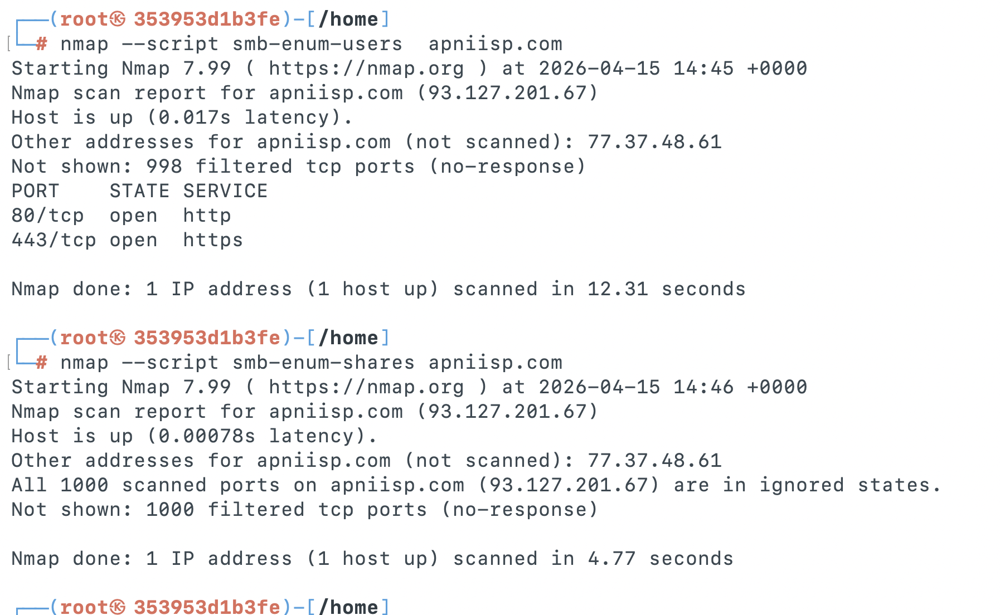 ┌──(root㉿ 353953d1b3fe)-[/home]
└─# nmap --script smb-enum-users  apniisp.com
Starting Nmap 7.99 ( https://nmap.org ) at 2026-04-15 14:45 +0000
Nmap scan report for apniisp.com (93.127.201.67)
Host is up (0.017s latency).
Other addresses for apniisp.com (not scanned): 77.37.48.61
Not shown: 998 filtered tcp ports (no-response)
PORT    STATE SERVICE
80/tcp  open  http
443/tcp open  https
Nmap done: 1 IP address (1 host up) scanned in 12.31 seconds
┌──(root㉿ 353953d1b3fe)-[/home]
└─# nmap --script smb-enum-shares apniisp.com
Starting Nmap 7.99 ( https://nmap.org ) at 2026-04-15 14:46 +0000
Nmap scan report for apniisp.com (93.127.201.67)
Host is up (0.00078s latency).
Other addresses for apniisp.com (not scanned): 77.37.48.61
All 1000 scanned ports on apniisp.com (93.127.201.67) are in ignored states.
Not shown: 1000 filtered tcp ports (no-response)
Nmap done: 1 IP address (1 host up) scanned in 4.77 seconds
┌──(root㉿ 353953d1b3fe)-[/home]